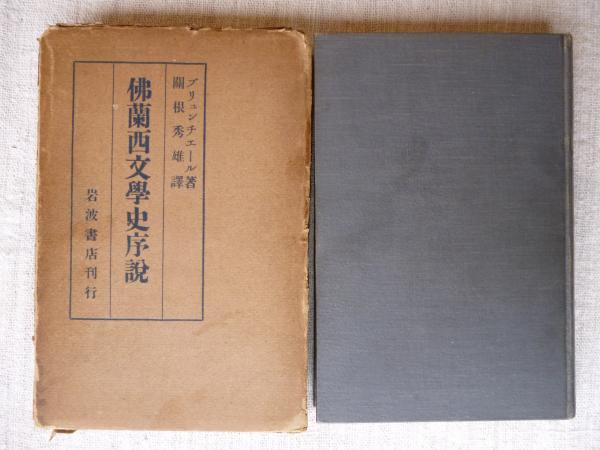 ブリュンチエール著
關根秀雄譯
佛蘭西文學史序說
岩波書店刊行